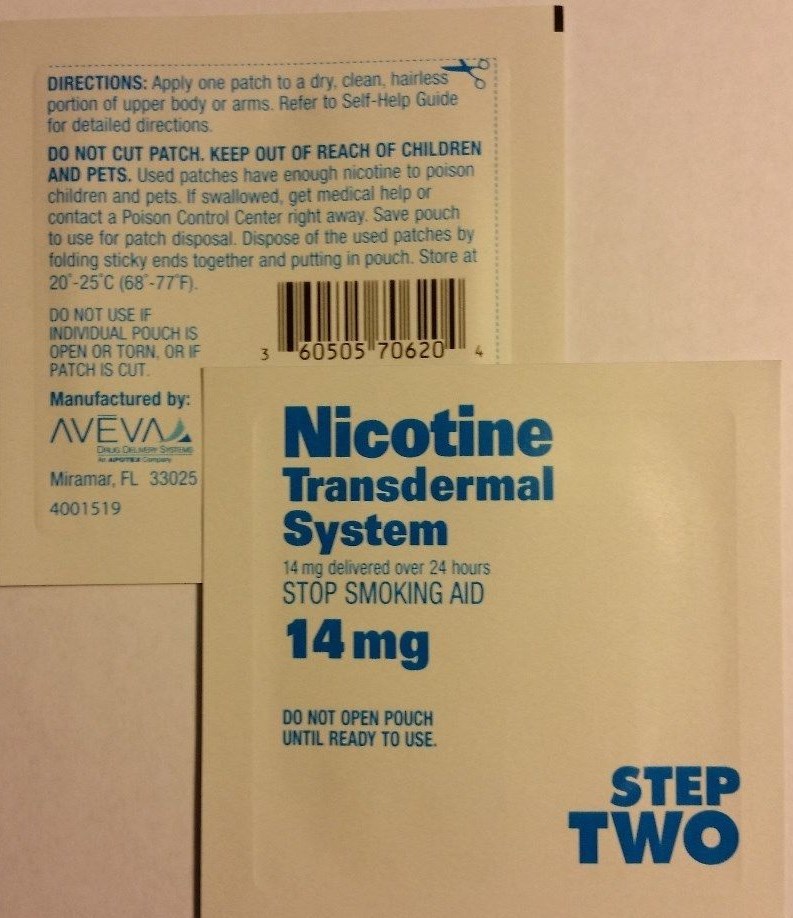 DIRECTIONS: Apply one patch to a dry, clean, hairless
portion of upper body or arms. Refer to Self-Help Guide
for detailed directions.
DO NOT CUT PATCH. KEEP OUT OF REACH OF CHILDREN
AND PETS. Used patches have enough nicotine to poison
children and pets. If swallowed, get medical help or
contact a Poison Control Center right away. Save pouch
to use for patch disposal. Dispose of the used patches by
folding sticky ends together and putting in pouch. Store at
20°-25°C (68°-77°F).
DO NOT USE IF
INDIVIDUAL POUCH IS
OPEN OR TORN, OR IF
PATCH IS CUT.
3 60505 70620 4
Manufactured by:
AVĒVA
DRUG DELIVERY SYSTEMS
An APOTEX Company
Miramar, FL 33025
4001519
Nicotine
Transdermal
System
14 mg delivered over 24 hours
STOP SMOKING AID
14 mg
DO NOT OPEN POUCH
UNTIL READY TO USE.
STEP
TWO